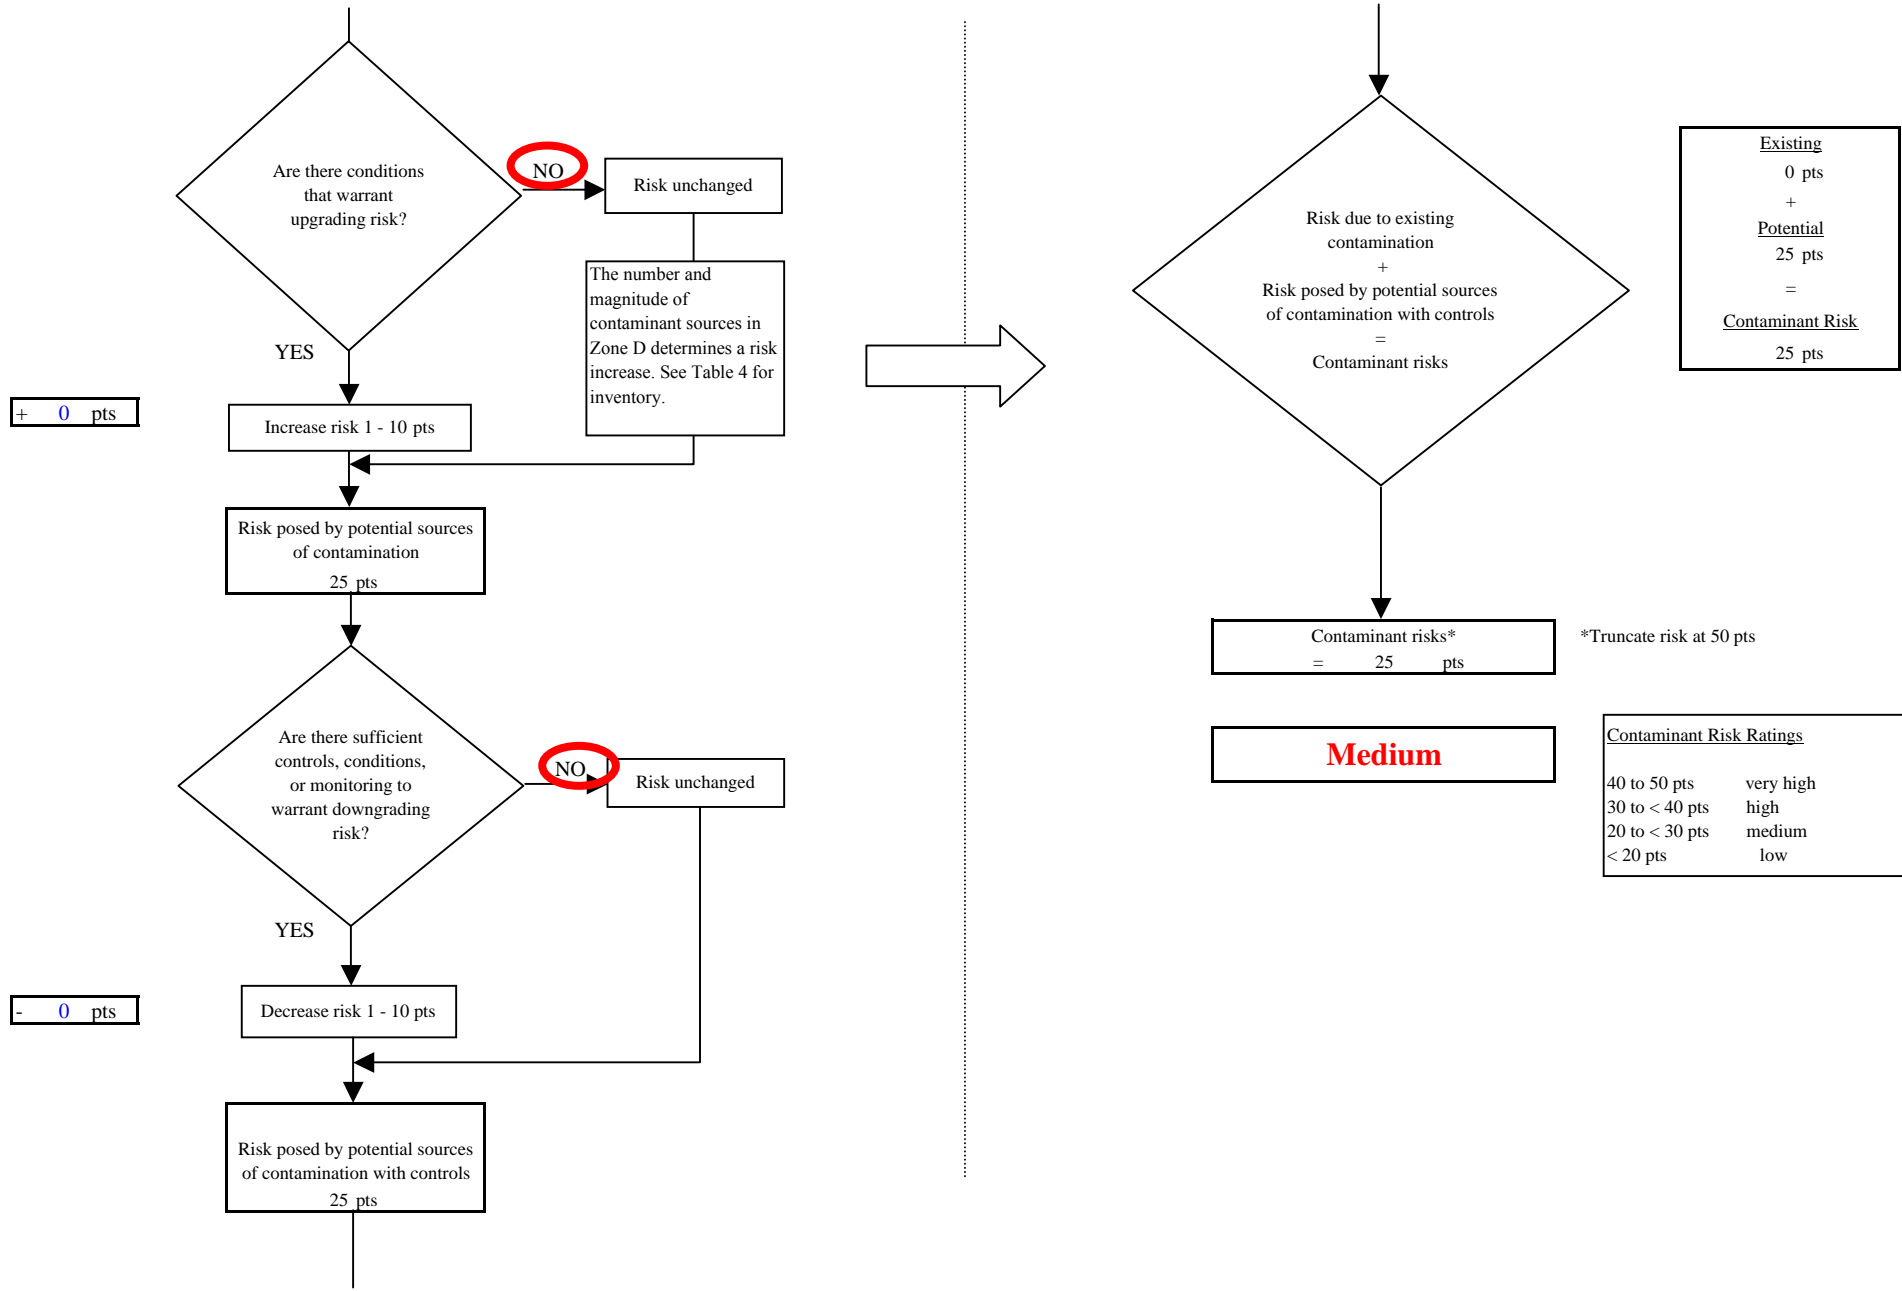 Are there conditions
that warrant
upgrading risk?
NO
Risk unchanged
The number and
magnitude of
contaminant sources in
Zone D determines a risk
increase. See Table 4 for
inventory.
YES
+ 0 pts
Increase risk 1 - 10 pts
Risk posed by potential sources
of contamination
25 pts
Are there sufficient
controls, conditions,
or monitoring to
warrant downgrading
risk?
NO
Risk unchanged
YES
- 0 pts
Decrease risk 1 - 10 pts
Risk posed by potential sources
of contamination with controls
25 pts
Risk due to existing
contamination
+
Risk posed by potential sources
of contamination with controls
=
Contaminant risks
Existing
0 pts
+
Potential
25 pts
=
Contaminant Risk
25 pts
Contaminant risks*
= 25 pts
*Truncate risk at 50 pts
Medium
Contaminant Risk Ratings
40 to 50 pts very high
30 to < 40 pts high
20 to < 30 pts medium
< 20 pts low